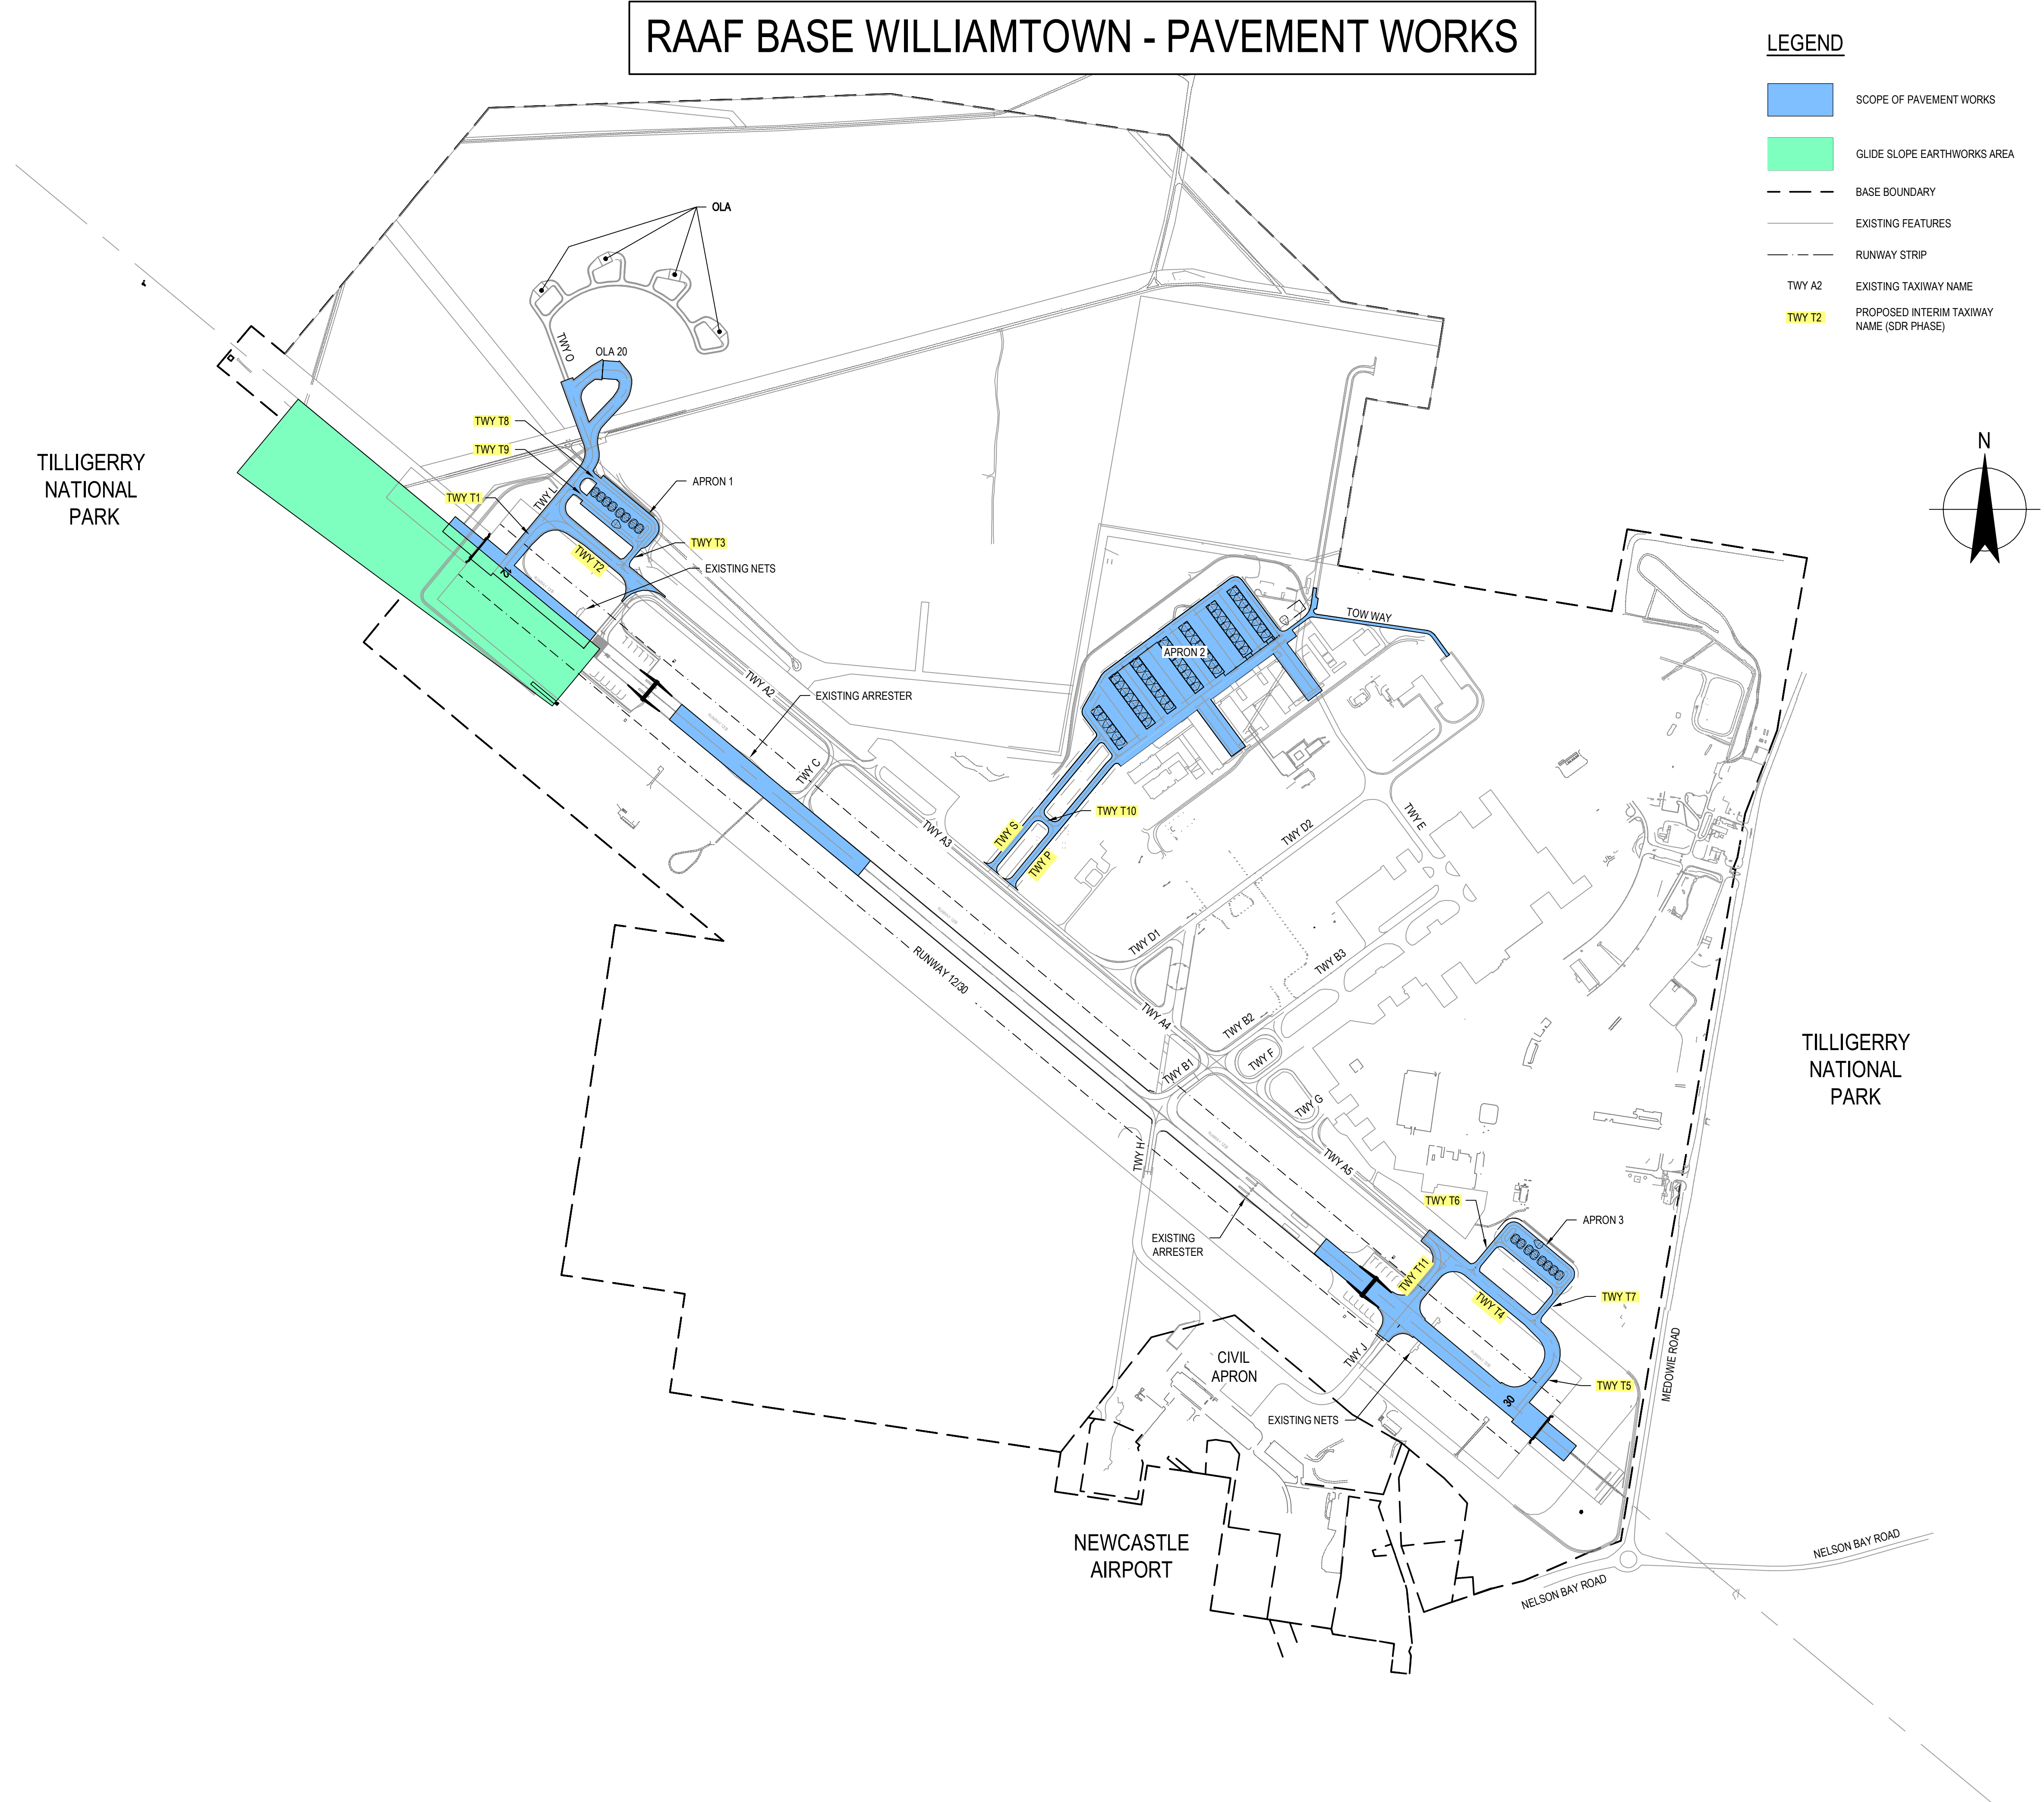 RAAF BASE WILLIAMTOWN - PAVEMENT WORKS
LEGEND
SCOPE OF PAVEMENT WORKS
GLIDE SLOPE EARTHWORKS AREA
BASE BOUNDARY
EXISTING FEATURES
RUNWAY STRIP
TWY A2 EXISTING TAXIWAY NAME
TWY T2 PROPOSED INTERIM TAXIWAY
NAME (SDR PHASE)
N
OLA
TWY O
OLA 20
TWY T8
TWY T9
TWY T1
TWY L
APRON 1
TWY T3
TWY T2
EXISTING NETS
12
TILLIGERRY
NATIONAL
PARK
TWY A2
EXISTING ARRESTER
TWY C
TWY A3
APRON 2
TOW WAY
TWY T10
TWY S
TWY P
TWY E
TWY D2
TWY D1
TWY B3
RUNWAY 12/30
TWY A4
TWY B2
TWY F
TWY B1
TWY G
TWY H
TWY A5
TILLIGERRY
NATIONAL
PARK
TWY T6
APRON 3
EXISTING
ARRESTER
TWY T11
TWY T4
TWY T7
TWY J
TWY T5
30
CIVIL
APRON
EXISTING NETS
MEDOWIE ROAD
NEWCASTLE
AIRPORT
NELSON BAY ROAD
NELSON BAY ROAD